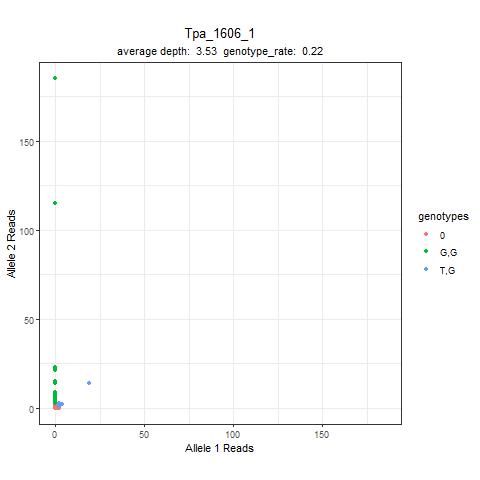 Tpa_1606_1
average depth: 3.53 genotype_rate: 0.22
Allele 2 Reads
150
100
50
0
0
50
100
150
Allele 1 Reads
genotypes
0
G,G
T,G